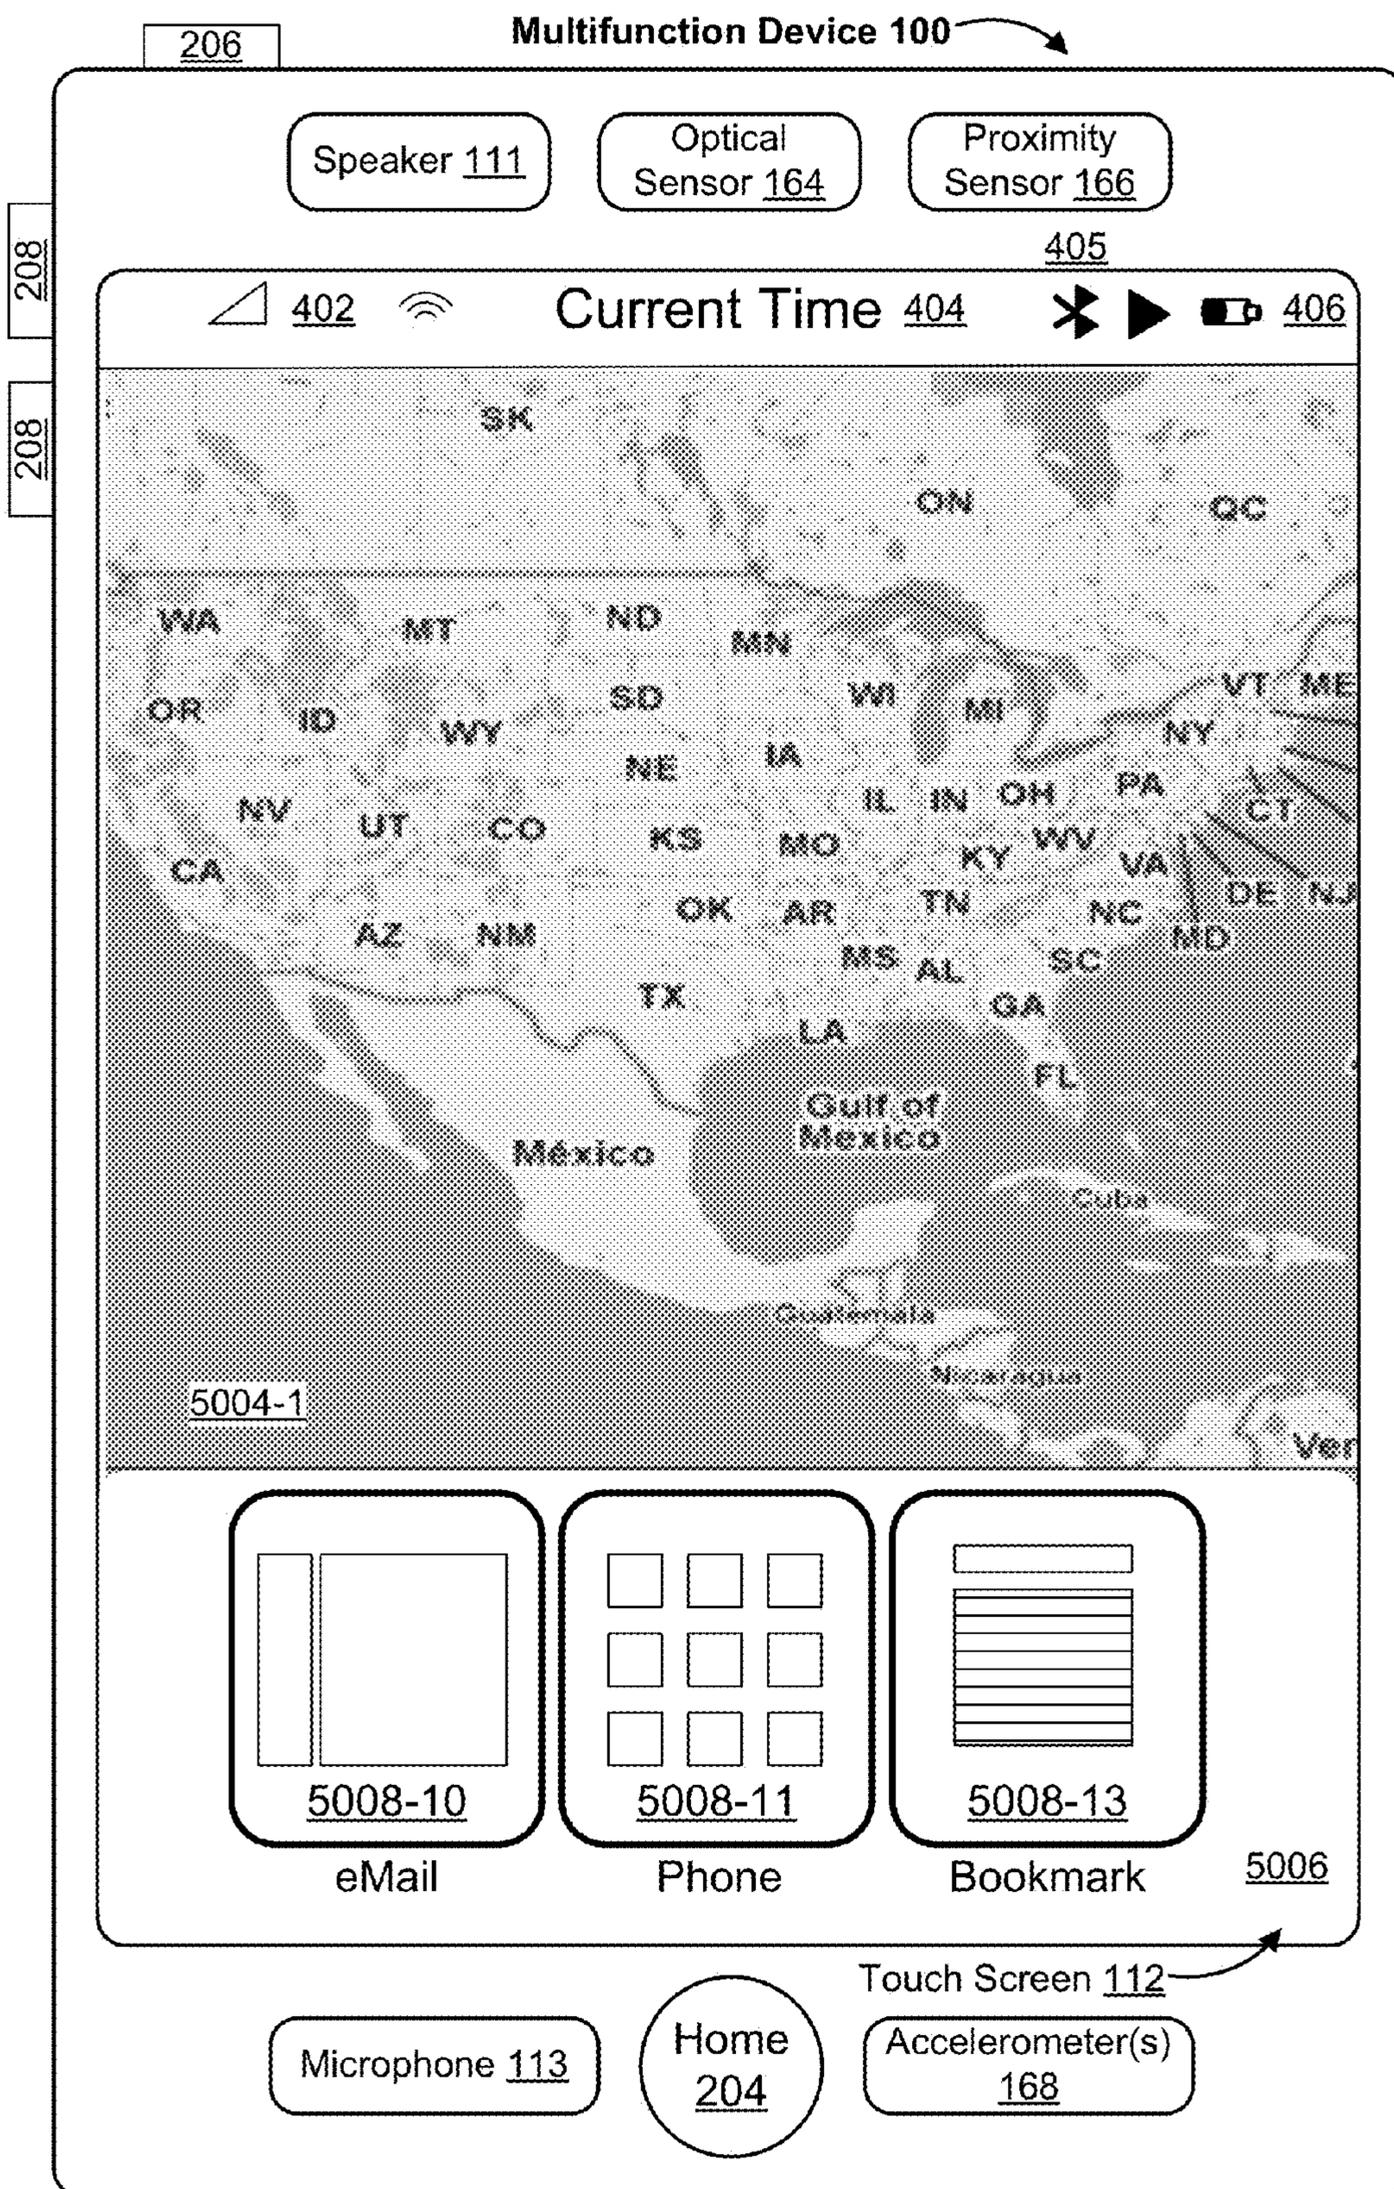 206
Multifunction Device 100
Speaker 111
Optical
Sensor 164
Proximity
Sensor 166
208
208
405
402
Current Time 404
406
SK
ON
QC
WA
MT
ND
MN
OR
ID
WY
SD
WI
MI
VT
ME
NY
NE
IA
NV
UT
CO
KS
MO
IL
IN
OH
PA
CT
CA
KY
WV
VA
DE
NJ
AZ
NM
OK
AR
TN
NC
MD
MS
AL
SC
TX
LA
GA
FL
Gulf of
Mexico
México
Cuba
Guatemala
Nicaragua
5004-1
Ver
5008-10
5008-11
5008-13
eMail
Phone
Bookmark
5006
Touch Screen 112
Microphone 113
Home
204
Accelerometer(s)
168